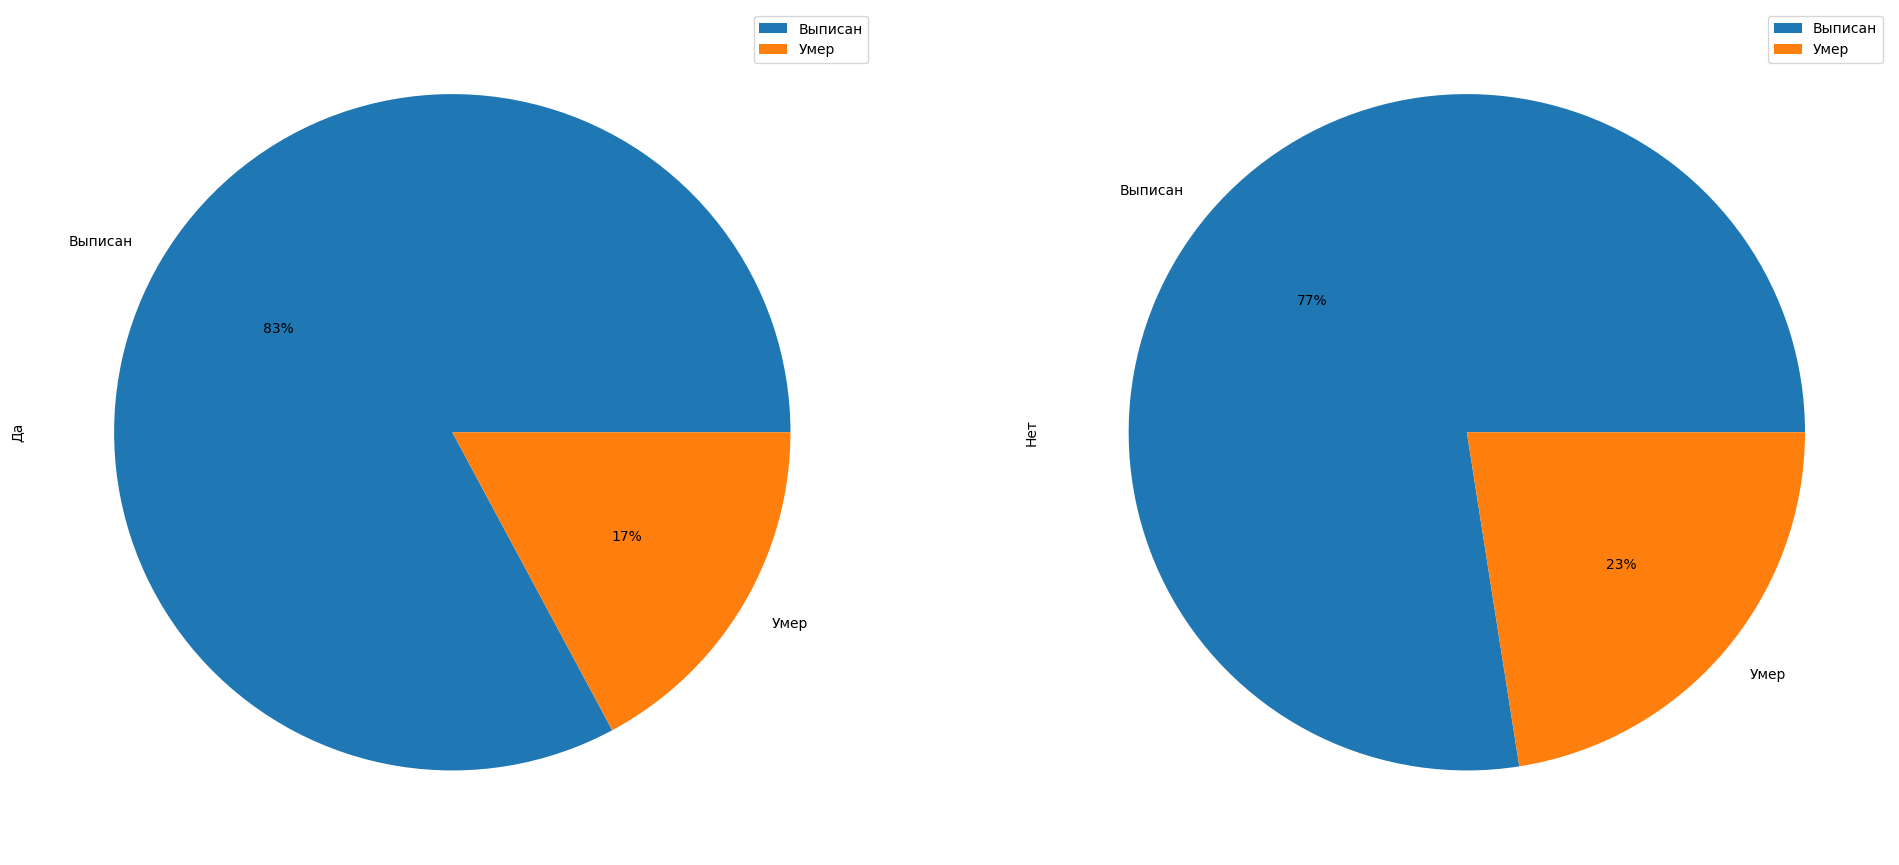 Выписан
Умер
Выписан
83%
Да
17%
Умер
Выписан
Умер
Выписан
77%
Нет
23%
Умер